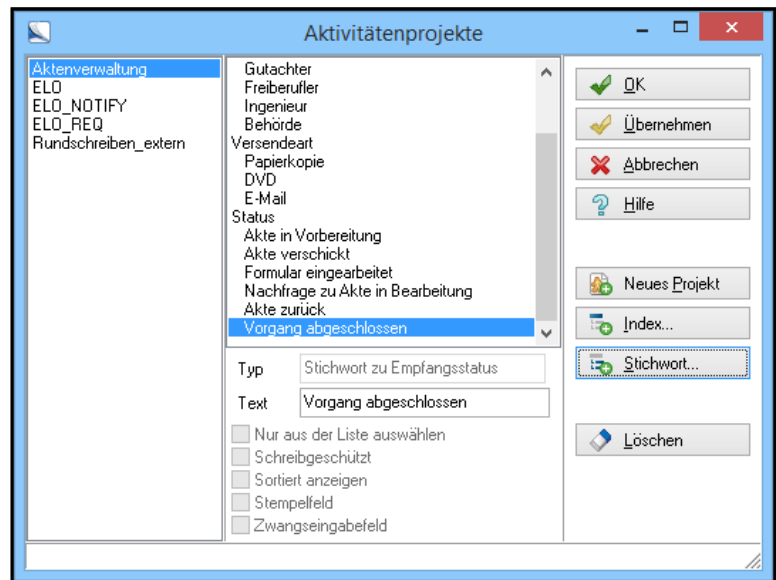 Aktivitätenprojekte
Aktenverwaltung
ELO
ELO_NOTIFY
ELO_REQ
Rundschreiben_extern
Gutachter
Freiberufler
Ingenieur
Behörde
Versendeart
Papierkopie
DVD
E-Mail
Status
Akte in Vorbereitung
Akte verschickt
Formular eingearbeitet
Nachfrage zu Akte in Bearbeitung
Akte zurück
Vorgang abgeschlossen
Typ Stichwort zu Empfangsstatus
Text Vorgang abgeschlossen
Nur aus der Liste auswählen
Schreibgeschützt
Sortiert anzeigen
Stempelfeld
Zwangseingabefeld
OK
Übernehmen
Abbrechen
Hilfe
Neues Projekt
Index...
Stichwort...
Löschen